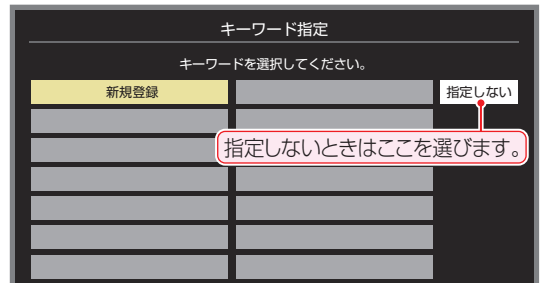 キーワード指定
キーワードを選択してください。
新規登録
指定しない
指定しないときはここを選びます。